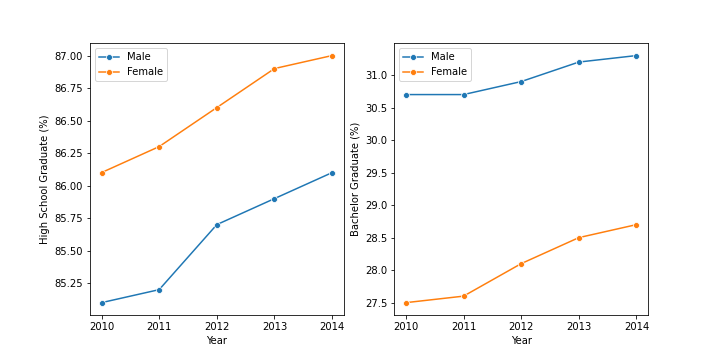 Male
Female
87.00
86.75
86.50
86.25
86.00
85.75
85.50
85.25
High School Graduate (%)
2010 2011 2012 2013 2014
Year
Male
Female
31.0
30.5
30.0
29.5
29.0
28.5
28.0
27.5
Bachelor Graduate (%)
2010 2011 2012 2013 2014
Year